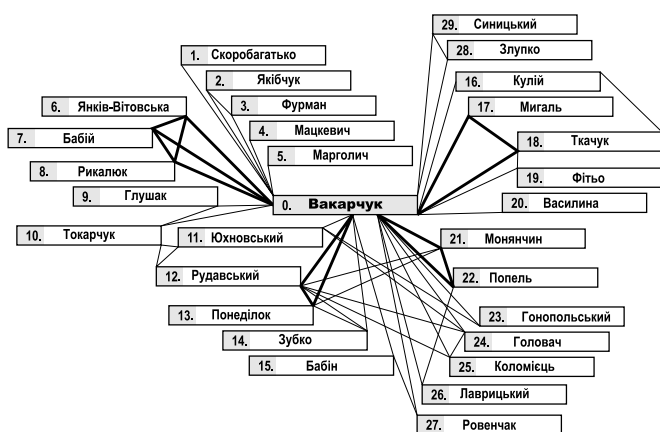 29. Синицький
28. Злупко
1. Скоробагатько
2. Якібчук
16. Кулій
6. Янків-Вітовська
3. Фурман
17. Мигаль
7. Бабій
4. Мацкевич
18. Ткачук
8. Рикалюк
5. Марголич
19. Фітьо
9. Глушак
0. Вакарчук
20. Василина
10. Токарчук
11. Юхновський
21. Монянчин
12. Рудавський
22. Попель
13. Понеділок
23. Гонопольський
14. Зубко
24. Головач
15. Бабін
25. Коломієць
26. Лаврицький
27. Ровенчак